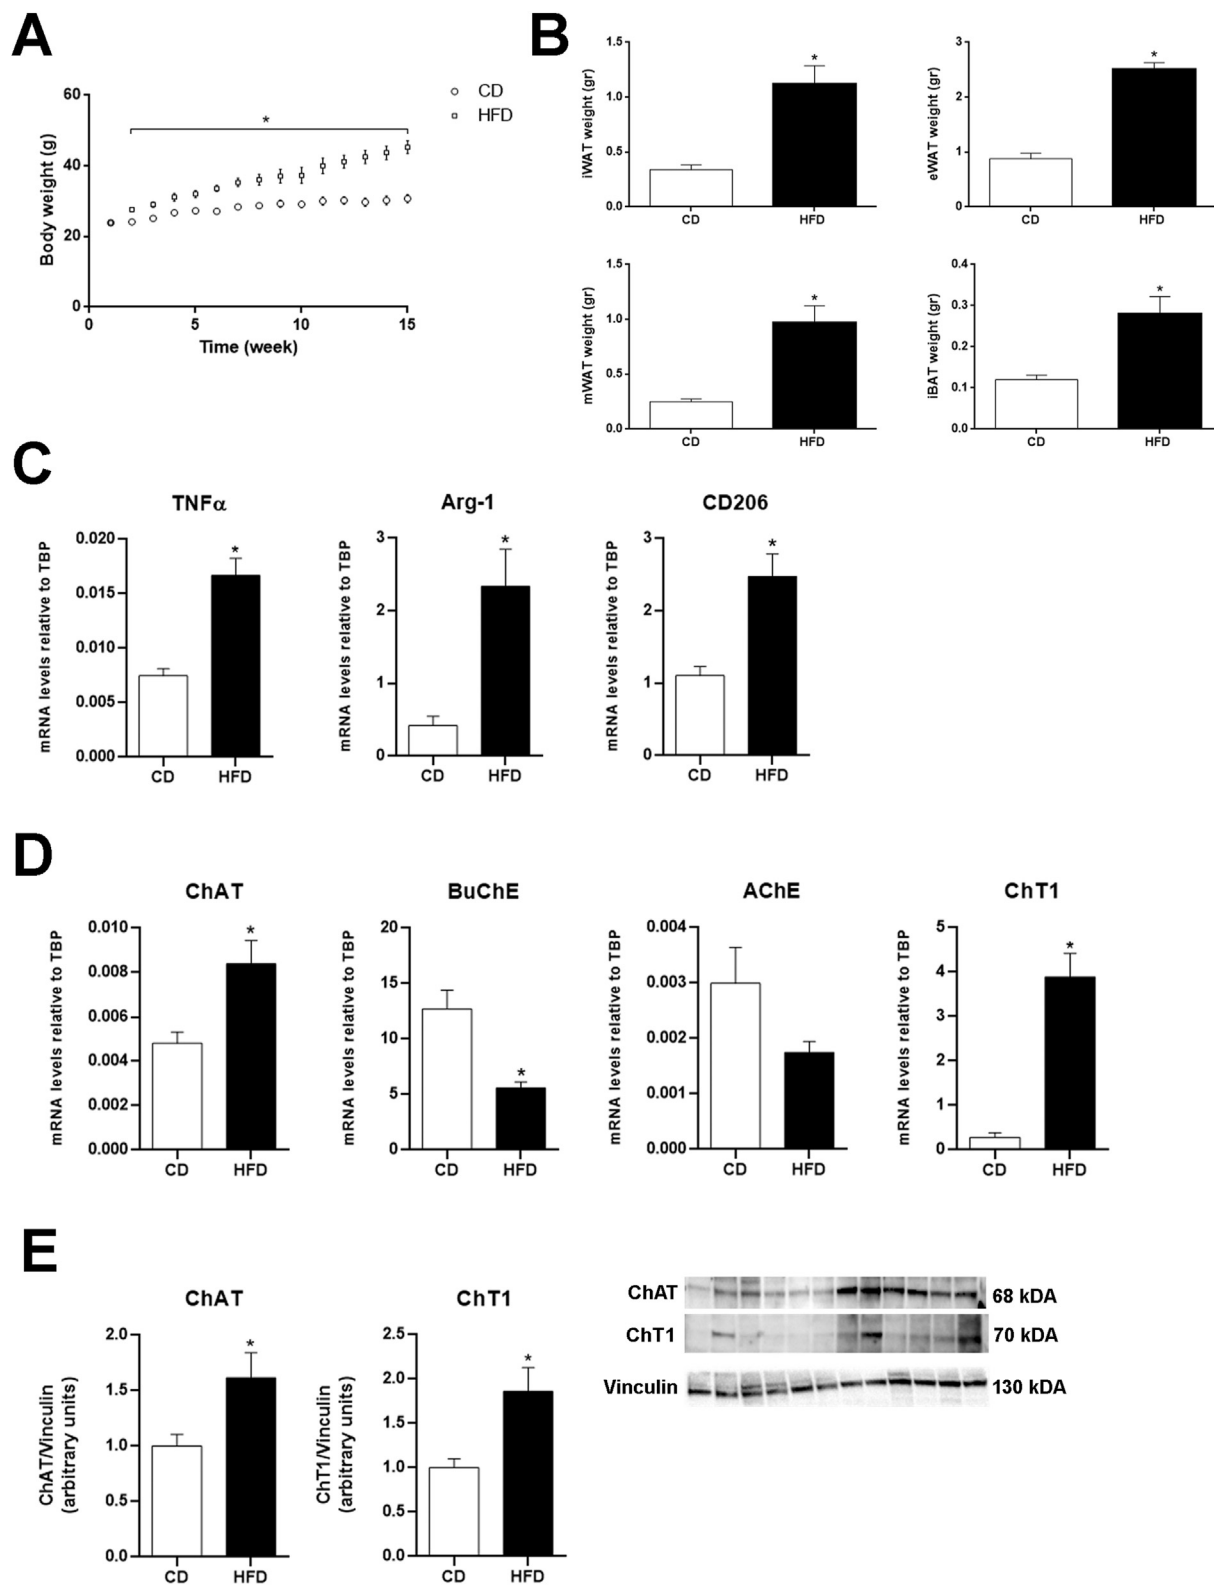 A
Body weight (g)
60
40
20
0
*
0 5 10 15
Time (week)
CD
HFD
B
iWAT weight (gr)
1.5
1.0
0.5
0.0
*
CD HFD
eWAT weight (gr)
3
2
1
0
*
CD HFD
mWAT weight (gr)
1.5
1.0
0.5
0.0
*
CD HFD
iBAT weight (gr)
0.4
0.3
0.2
0.1
0.0
*
CD HFD
C
TNFα
mRNA levels relative to TBP
0.020
0.015
0.010
0.005
0.000
*
CD HFD
Arg-1
mRNA levels relative to TBP
3
2
1
0
*
CD HFD
CD206
mRNA levels relative to TBP
3
2
1
0
*
CD HFD
D
ChAT
mRNA levels relative to TBP
0.010
0.008
0.006
0.004
0.002
0.000
*
CD HFD
BuChE
mRNA levels relative to TBP
20
15
10
5
0
*
CD HFD
AChE
mRNA levels relative to TBP
0.004
0.003
0.002
0.001
0.000
CD HFD
ChT1
mRNA levels relative to TBP
5
4
3
2
1
0
*
CD HFD
E
ChAT
ChAT/Vinculin
(arbitrary units)
2.0
1.5
1.0
0.5
0.0
*
CD HFD
ChT1
ChT1/Vinculin
(arbitrary units)
2.5
2.0
1.5
1.0
0.5
0.0
*
CD HFD
ChAT 68 kDA
ChT1 70 kDA
Vinculin 130 kDA